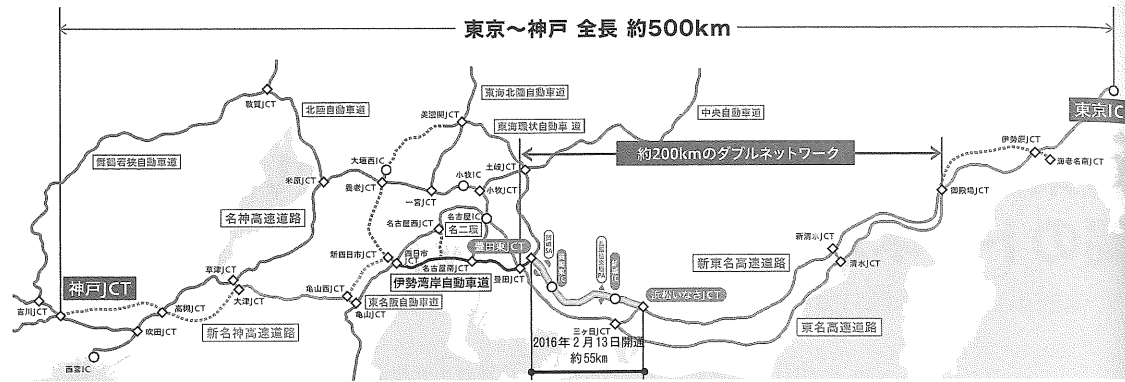 東京～神戸 全長 約500km
敦賀JCT
北陸自動車道
東海北陸自動車道
美濃関JCT
東海環状自動車道
中央自動車道
東京IC
伊勢原JCT
海老名南JCT
舞鶴若狭自動車道
大垣西IC
土岐JCT
約200kmのダブルネットワーク
米原JCT
養老JCT
小牧IC
一宮JCT
小牧JCT
御殿場JCT
名神高速道路
名古屋西JCT
名古屋IC
名二環
豊田東JCT
新四日市JCT
四日市JCT
名古屋南JCT
豊田JCT
伊勢湾岸自動車道
新清水JCT
清水JCT
新東名高速道路
神戸JCT
草津JCT
大津JCT
亀山西JCT
亀山JCT
東名阪自動車道
浜松いなさJCT
吉川JCT
高槻JCT
吹田JCT
新名神高速道路
三ヶ日JCT
東名高速道路
西宮IC
2016年2月13日開通
約55km